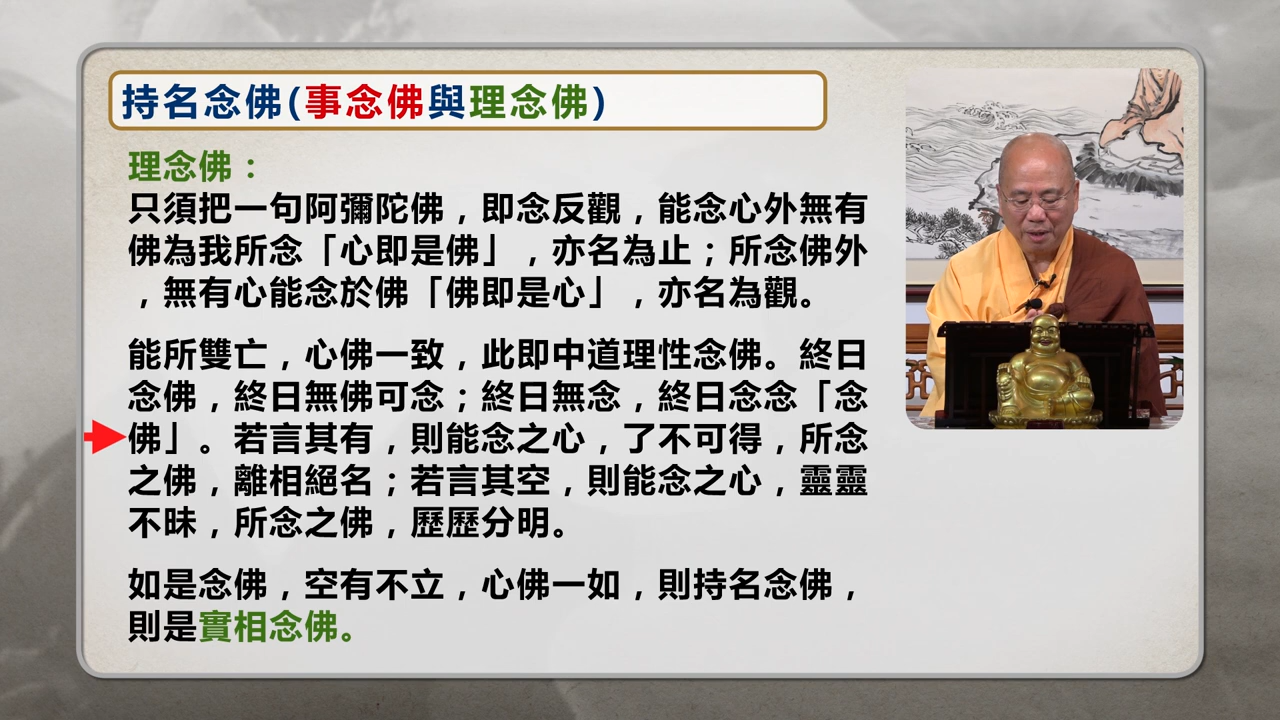 持名念佛(事念佛與理念佛)
理念佛：
只須把一句阿彌陀佛，即念反觀，能念心外無有
佛為我所念「心即是佛」，亦名為止；所念佛外
，無有心能念於佛「佛即是心」，亦名為觀。
能所雙亡，心佛一致，此即中道理性念佛。終日
念佛，終日無佛可念；終日無念，終日念念「念
佛」。若言其有，則能念之心，了不可得，所念
之佛，離相絕名；若言其空，則能念之心，靈靈
不昧，所念之佛，歷歷分明。
如是念佛，空有不立，心佛一如，則持名念佛，
則是實相念佛。